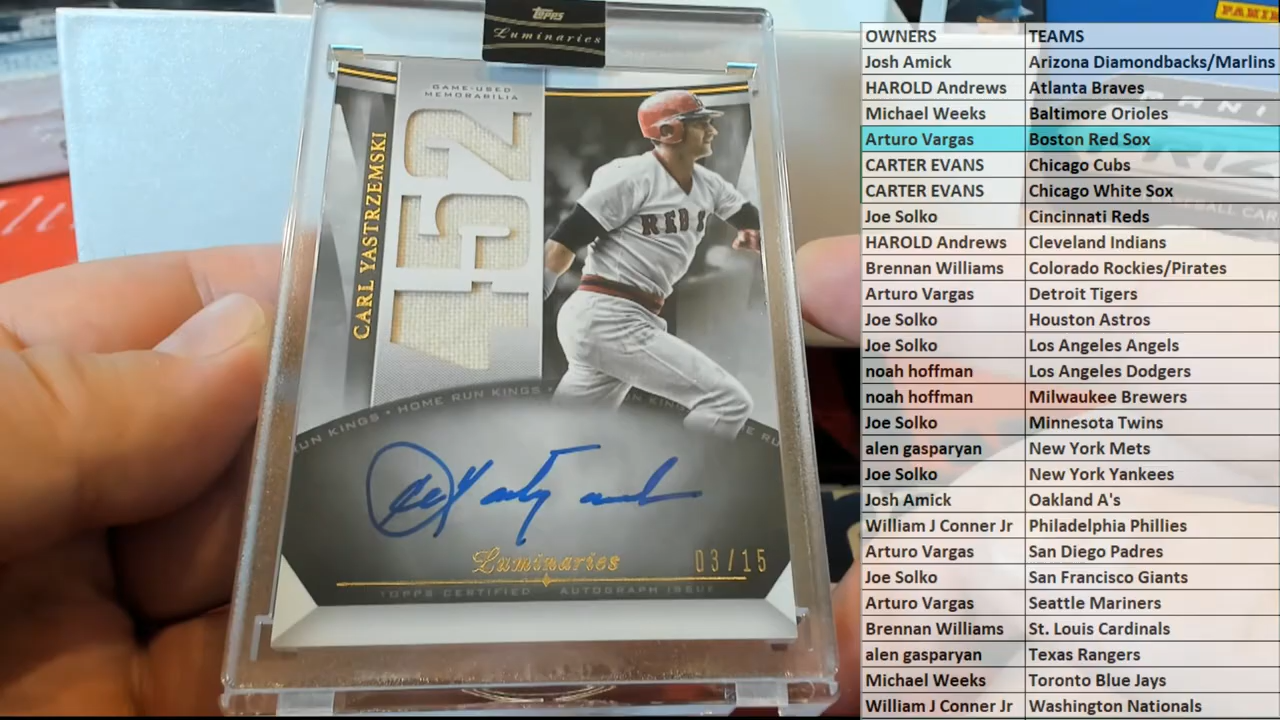 TOPPS
Luminaries
GAME-USED
MEMORABILIA
CARL YASTRZEMSKI
452
RED S
RUN KINGS • HOME RUN KINGS •
Luminaries
03/15
TOPPS CERTIFIED AUTOGRAPH ISSUE
PANINI
OWNERS TEAMS
Josh Amick Arizona Diamondbacks/Marlins
HAROLD Andrews Atlanta Braves
Michael Weeks Baltimore Orioles
Arturo Vargas Boston Red Sox
CARTER EVANS Chicago Cubs
CARTER EVANS Chicago White Sox
Joe Solko Cincinnati Reds
HAROLD Andrews Cleveland Indians
Brennan Williams Colorado Rockies/Pirates
Arturo Vargas Detroit Tigers
Joe Solko Houston Astros
Joe Solko Los Angeles Angels
noah hoffman Los Angeles Dodgers
noah hoffman Milwaukee Brewers
Joe Solko Minnesota Twins
alen gasparyan New York Mets
Joe Solko New York Yankees
Josh Amick Oakland A's
William J Conner Jr Philadelphia Phillies
Arturo Vargas San Diego Padres
Joe Solko San Francisco Giants
Arturo Vargas Seattle Mariners
Brennan Williams St. Louis Cardinals
alen gasparyan Texas Rangers
Michael Weeks Toronto Blue Jays
William J Conner Jr Washington Nationals